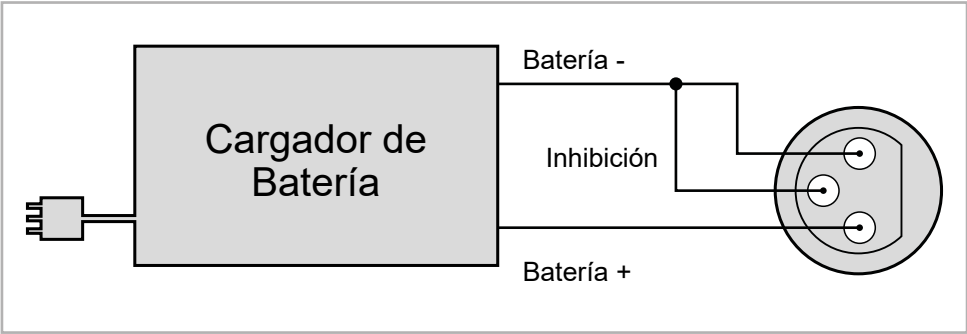 Batería -
Cargador de
Batería
Inhibición
Batería +